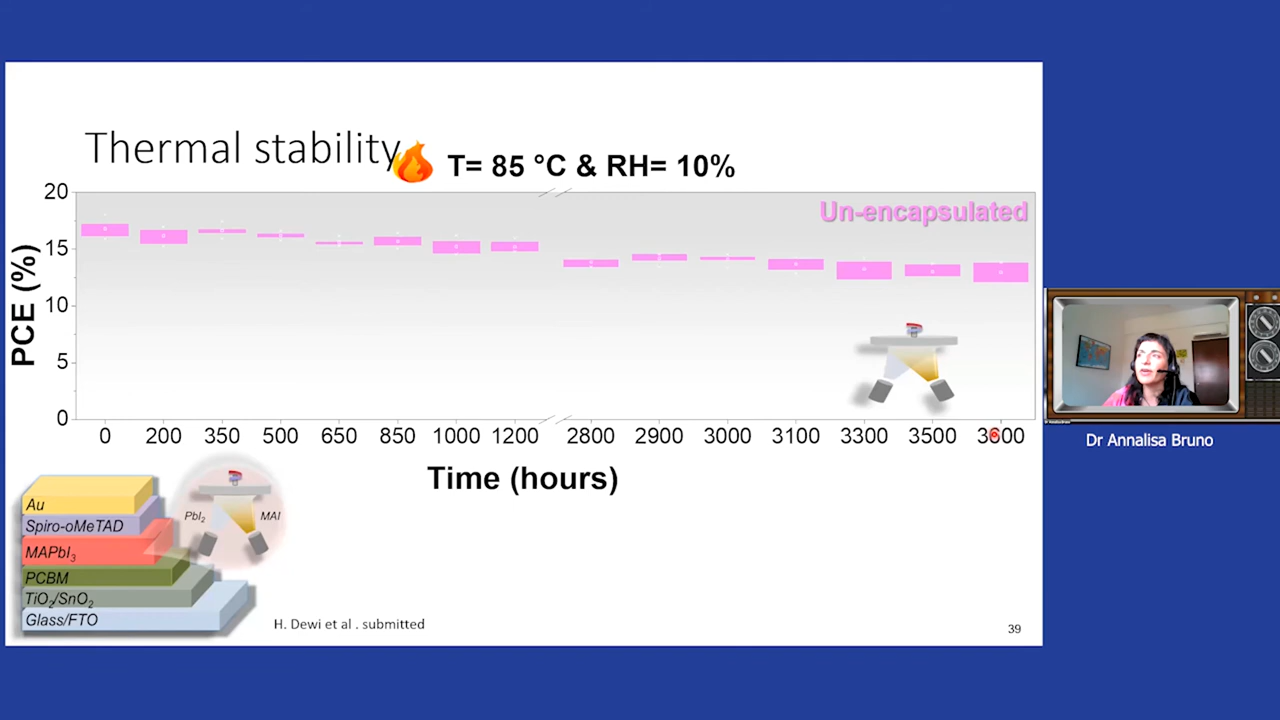 Thermal stability
T= 85 °C & RH= 10%
Un-encapsulated
PCE (%)
20
15
10
5
0
0 200 350 500 650 850 1000 1200 2800 2900 3000 3100 3300 3500 3600
Time (hours)
Au
Spiro-oMeTAD
MAPbI3
PCBM
TiO2/SnO2
Glass/FTO
PbI2
MAI
H. Dewi et al . submitted
39
Dr Annalisa Bruno